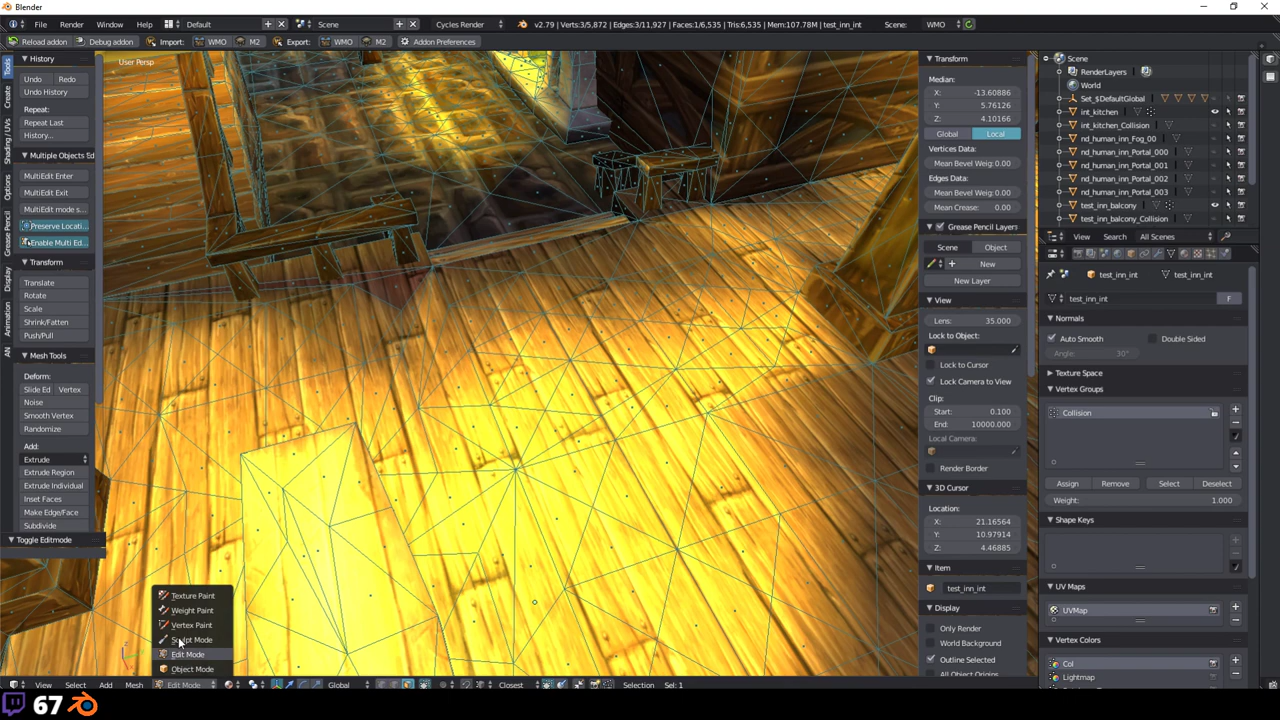 Blender
File Render Window Help Default Scene Cycles Render v2.79 | Verts:3/5,872 | Edges:3/11,927 | Faces:1/6,535 | Tris:6,535 | Mem:107.78M | test_inn_int Scene: WMO
Reload addon Debug addon Import: WMO M2 Export: WMO M2 Addon Preferences
Tools
Create
Shading / UVs
Options
Grease Pencil
Display
Animation
AN
History
Undo Redo
Undo History
Repeat:
Repeat Last
History...
Multiple Objects Ed
MultiEdit Enter
MultiEdit Exit
MultiEdit mode s...
Preserve Locati...
Enable Multi Ed...
Transform
Translate
Rotate
Scale
Shrink/Fatten
Push/Pull
Mesh Tools
Deform:
Slide Ed Vertex
Noise
Smooth Vertex
Randomize
Add:
Extrude
Extrude Region
Extrude Individual
Inset Faces
Make Edge/Face
Subdivide
Toggle Editmode
User Persp
Texture Paint
Weight Paint
Vertex Paint
Sculpt Mode
Edit Mode
Object Mode
View Select Add Mesh Edit Mode Global Closest Selection Sel: 1
Transform
Median:
X: -13.60886
Y: 5.76126
Z: 4.10166
Global Local
Vertices Data:
Mean Bevel Weig: 0.00
Edges Data:
Mean Bevel Weig: 0.00
Mean Crease: 0.00
Grease Pencil Layers
Scene Object
New
New Layer
View
Lens: 35.000
Lock to Object:
Lock to Cursor
Lock Camera to View
Clip:
Start: 0.100
End: 10000.000
Local Camera:
Render Border
3D Cursor
Location:
X: 21.16564
Y: 10.97914
Z: 4.46885
Item
test_inn_int
Display
Only Render
World Background
Outline Selected
All Object Origins
Scene
RenderLayers
World
Set_$DefaultGlobal
int_kitchen
int_kitchen_Collision
nd_human_inn_Fog_00
nd_human_inn_Portal_000
nd_human_inn_Portal_001
nd_human_inn_Portal_002
nd_human_inn_Portal_003
test_inn_balcony
test_inn_balcony_Collision
View Search All Scenes
test_inn_int test_inn_int
test_inn_int F
Normals
Auto Smooth Double Sided
Angle: 30°
Texture Space
Vertex Groups
Collision
Assign Remove Select Deselect
Weight: 1.000
Shape Keys
UV Maps
UVMap
Vertex Colors
Col
Lightmap
67